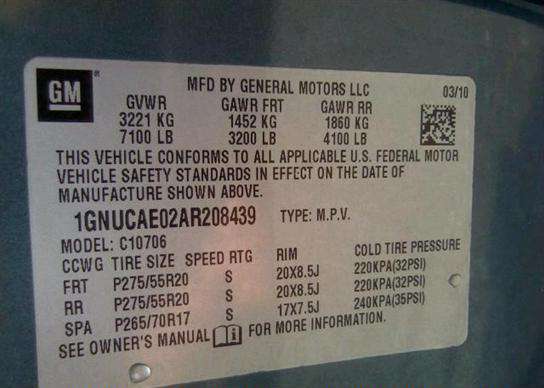 GM ®
MFD BY GENERAL MOTORS LLC 03/10
GVWR GAWR FRT GAWR RR
3221 KG 1452 KG 1860 KG
7100 LB 3200 LB 4100 LB
THIS VEHICLE CONFORMS TO ALL APPLICABLE U.S. FEDERAL MOTOR
VEHICLE SAFETY STANDARDS IN EFFECT ON THE DATE OF
MANUFACTURE SHOWN ABOVE.
1GNUCAE02AR208439 TYPE: M.P.V.
MODEL: C10706
CCWG TIRE SIZE SPEED RTG RIM COLD TIRE PRESSURE
FRT P275/55R20 S 20X8.5J 220KPA(32PSI)
RR P275/55R20 S 20X8.5J 220KPA(32PSI)
SPA P265/70R17 S 17X7.5J 240KPA(35PSI)
SEE OWNER'S MANUAL FOR MORE INFORMATION.